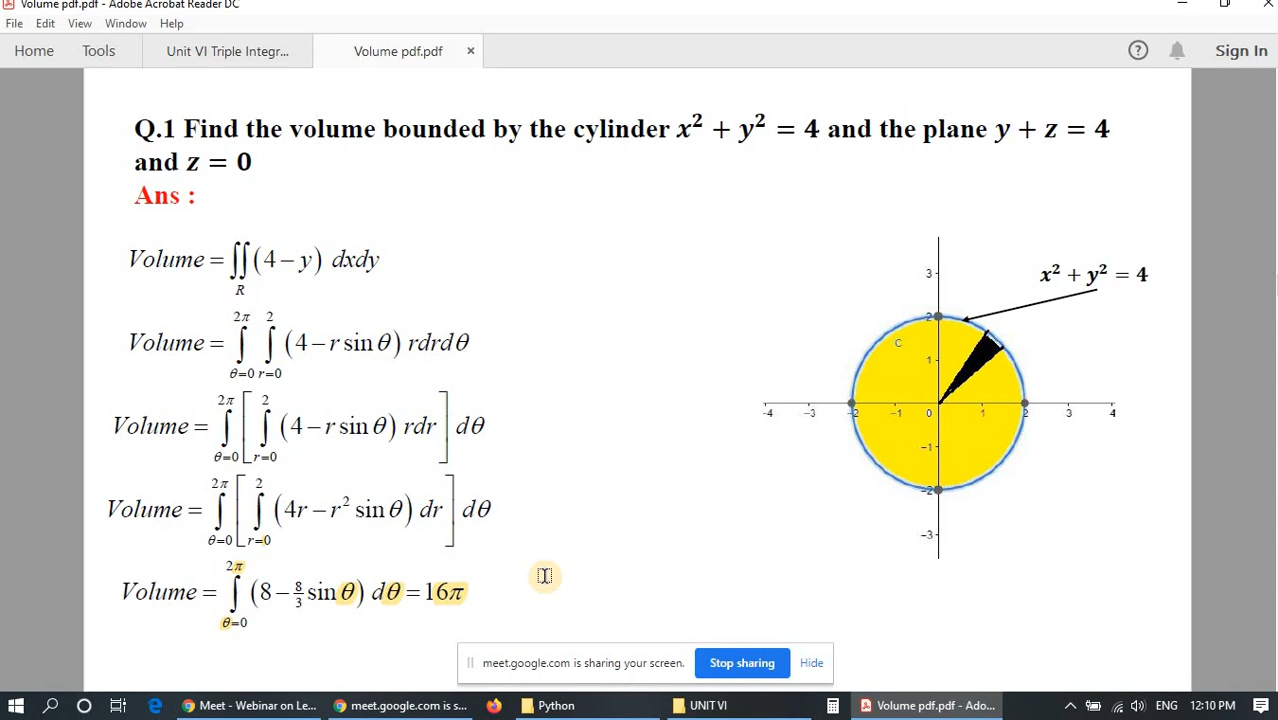 Volume pdf.pdf - Adobe Acrobat Reader DC
File Edit View Window Help
Home Tools Unit VI Triple Integr... Volume pdf.pdf × Sign In
Q.1 Find the volume bounded by the cylinder x² + y² = 4 and the plane y + z = 4
and z = 0
Ans :
Volume = ∬_R (4 − y) dxdy
Volume = ∫_{θ=0}^{2π} ∫_{r=0}^{2} (4 − r sin θ) rdrdθ
Volume = ∫_{θ=0}^{2π} [ ∫_{r=0}^{2} (4 − r sin θ) rdr ] dθ
Volume = ∫_{θ=0}^{2π} [ ∫_{r=0}^{2} (4r − r² sin θ) dr ] dθ
Volume = ∫_{θ=0}^{2π} (8 − 8/3 sin θ) dθ = 16π
x² + y² = 4
3
2
C
1
-4 -3 -2 -1 0 1 2 3 4
-1
-2
-3
meet.google.com is sharing your screen. Stop sharing Hide
Meet - Webinar on Le... meet.google.com is s... Python UNIT VI Volume pdf.pdf - Ado... ENG 12:10 PM